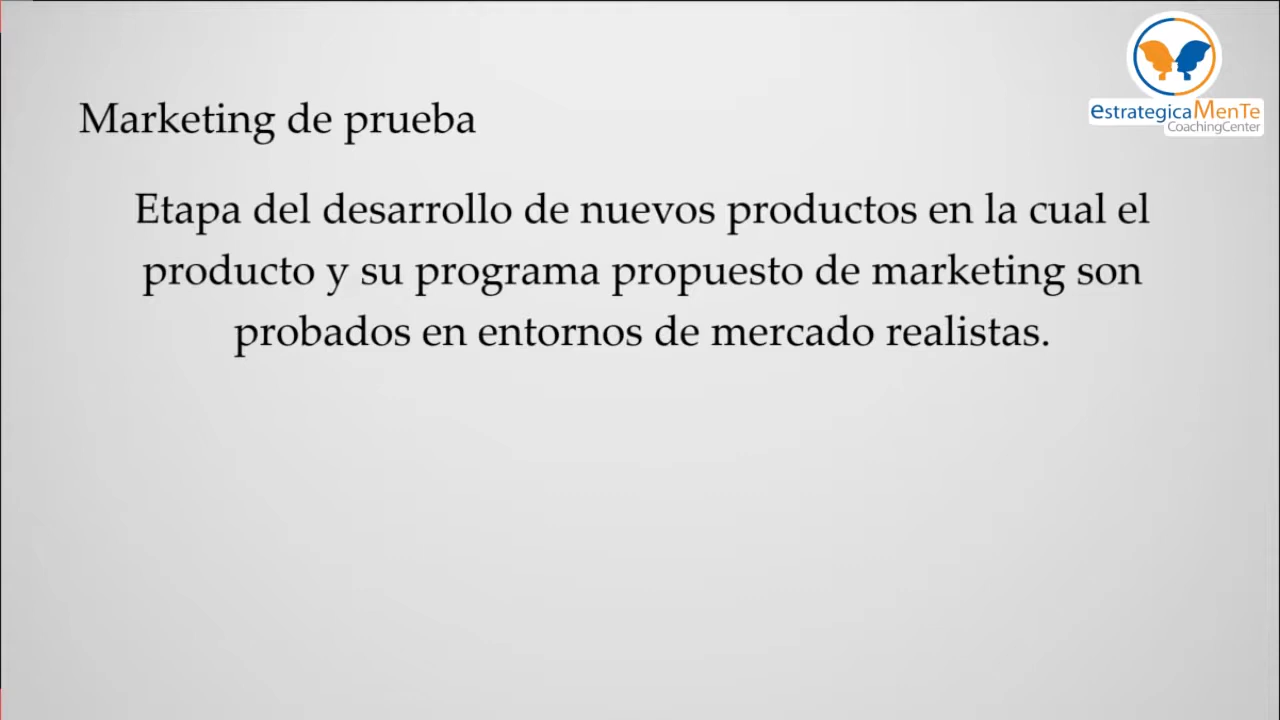 estrategicaMenTe
CoachingCenter
Marketing de prueba
Etapa del desarrollo de nuevos productos en la cual el
producto y su programa propuesto de marketing son
probados en entornos de mercado realistas.